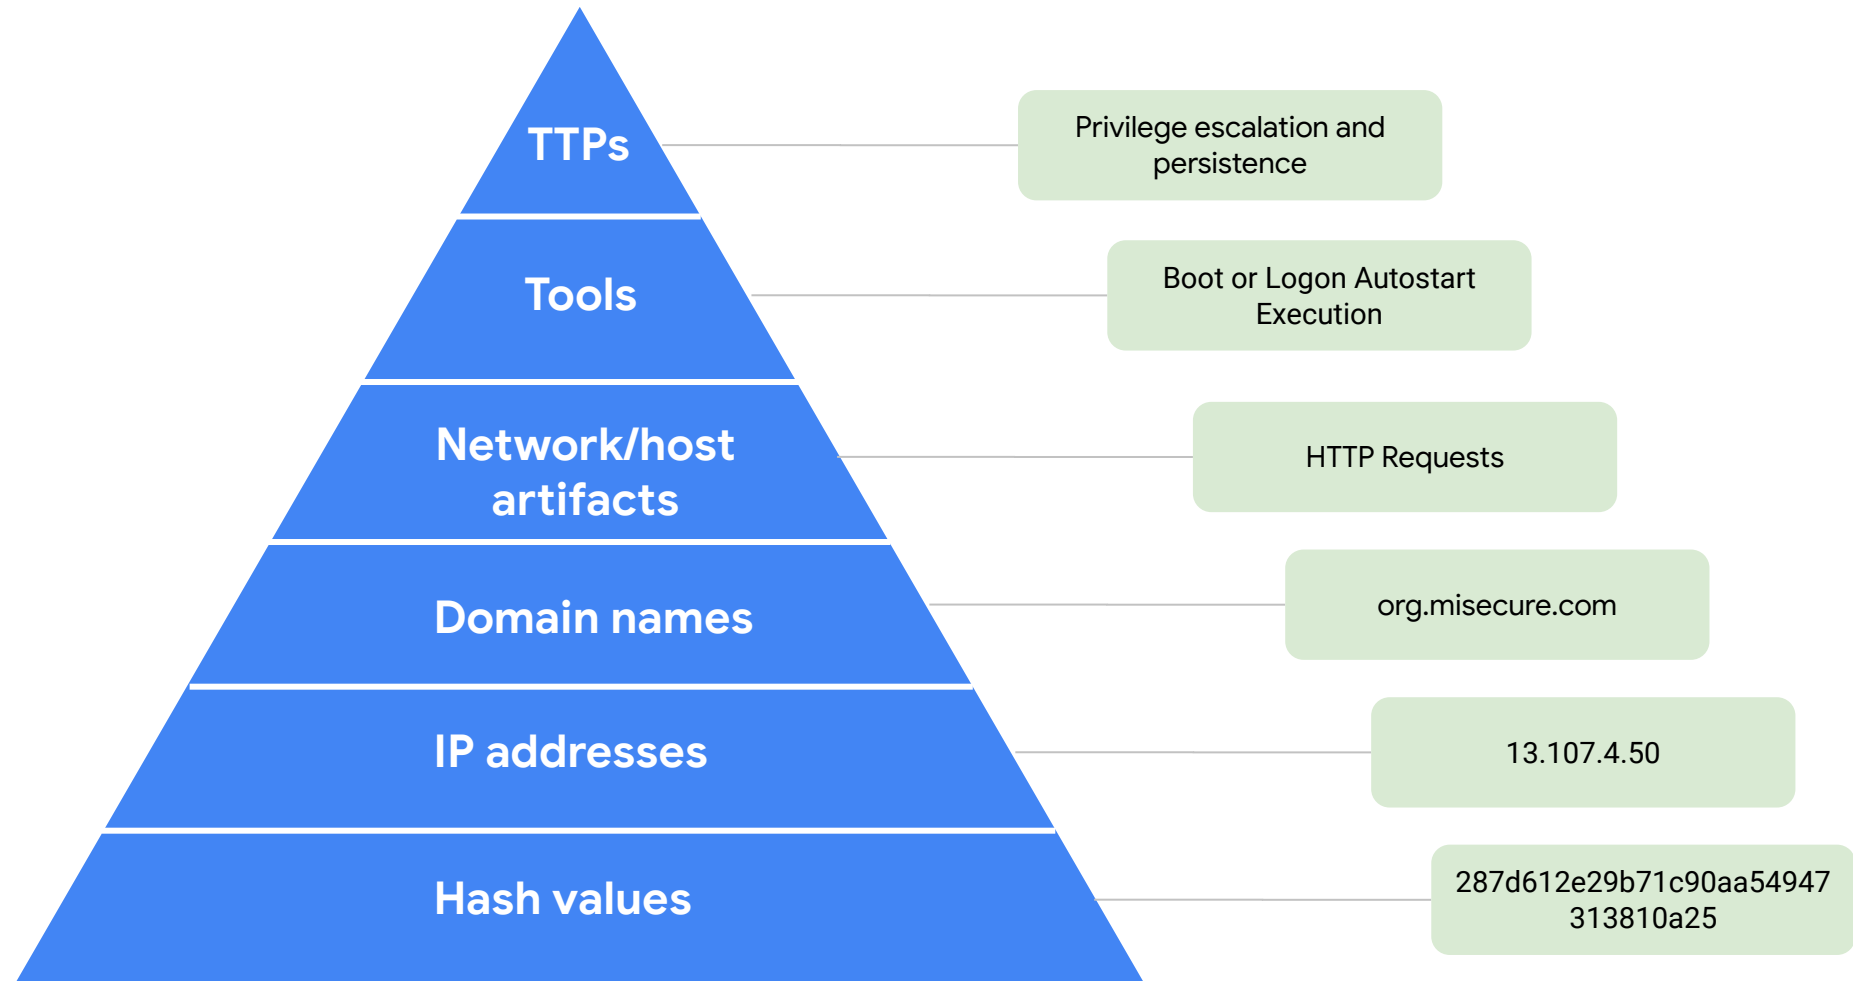 TTPs
Privilege escalation and
persistence
Tools
Boot or Logon Autostart
Execution
Network/host
artifacts
HTTP Requests
Domain names
org.misecure.com
IP addresses
13.107.4.50
Hash values
287d612e29b71c90aa54947
313810a25